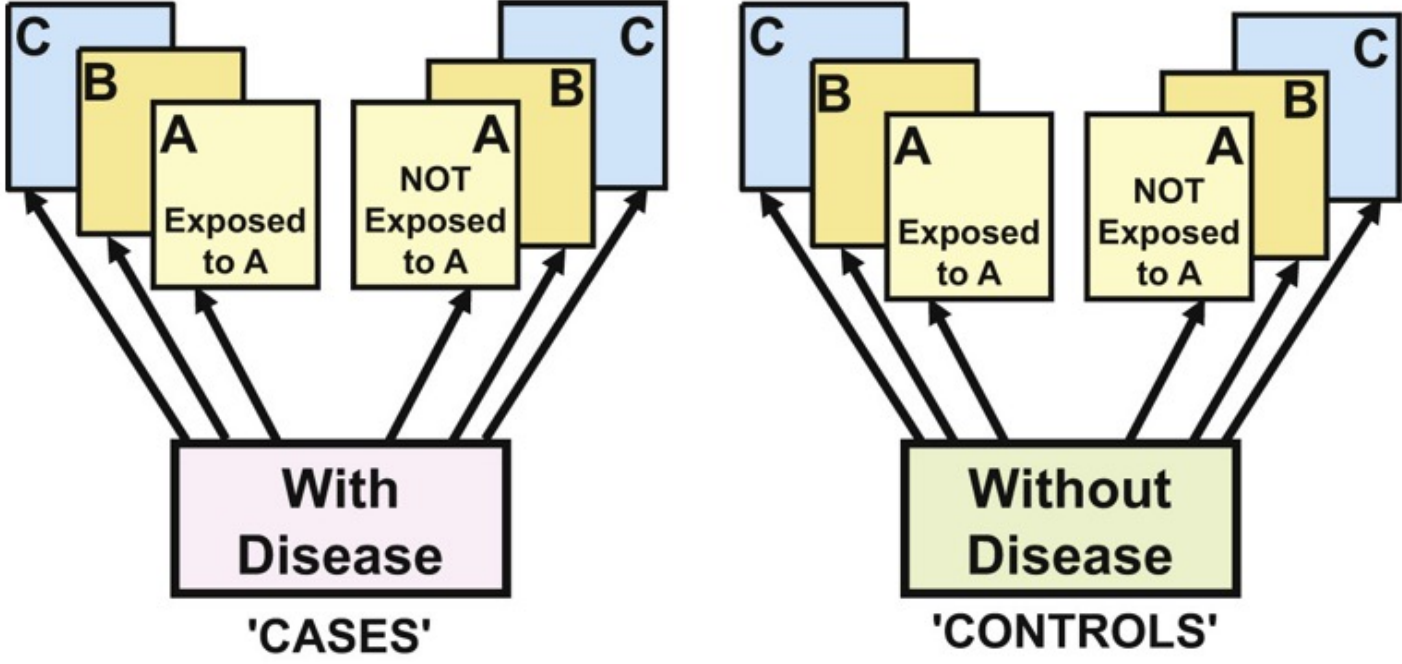 C
B
A
Exposed
to A
C
B
A
NOT
Exposed
to A
C
B
A
Exposed
to A
C
B
A
NOT
Exposed
to A
With
Disease
'CASES'
Without
Disease
'CONTROLS'